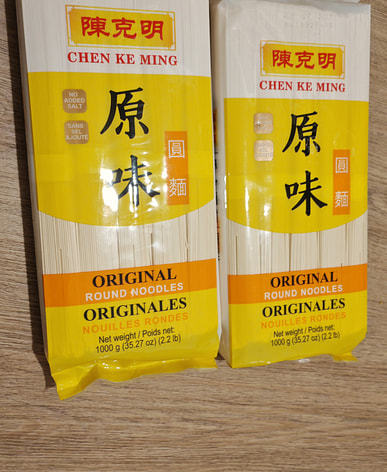 陳克明
CHEN KE MING
NO
ADDED
SALT
SANS
SEL
AJOUTÉ
原味
圓麵
ORIGINAL
ROUND NOODLES
ORIGINALES
NOUILLES RONDES
Net weight / Poids net:
1000 g (35.27 oz) (2.2 lb)
陳克明
CHEN KE MING
原味
圓麵
ORIGINAL
ROUND NOODLES
ORIGINALES
NOUILLES RONDES
Net weight / Poids net:
1000 g (35.27 oz) (2.2 lb)